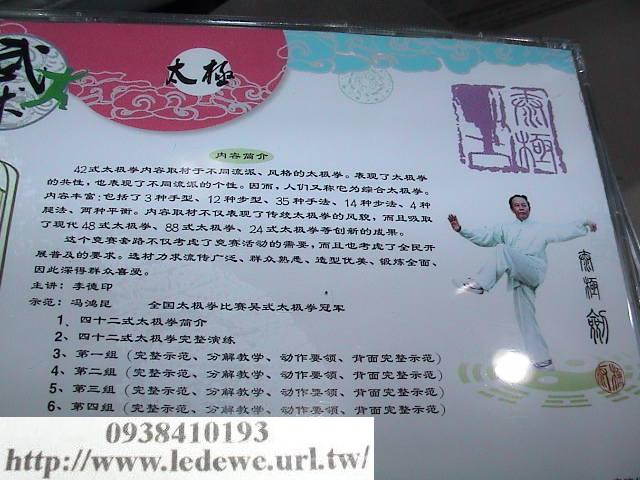 武术
太極
太極
内容简介
42式太极拳内容取材于不同流派、风格的太极拳。表现了太极拳
的共性，也表现了不同流派的个性。因而，人们又称它为综合太极拳。
内容丰富：包括了3种手型、12种步型、35种手法、14种步法、4种
腿法、两种平衡。内容取材不仅表现了传统太极拳的风貌，而且吸取
了现代48式太极拳、88式太极拳、24式太极拳等创新的成果。
这个竞赛套路不仅考虑了竞赛活动的需要，而且也考虑了全民开
展普及的要求。选材力求流传广泛、群众熟悉、造型优美、锻炼全面、
因此深得群众喜爱。
主讲：李德印
示范：冯鸿昆 全国太极拳比赛吴式太极拳冠军
1、四十二式太极拳简介
2、四十二式太极拳完整演练
3、第一组（完整示范、分解教学、动作要领、背面完整示范）
4、第二组（完整示范、分解教学、动作要领、背面完整示范）
5、第三组（完整示范、分解教学、动作要领、背面完整示范）
6、第四组（完整示范、分解教学、动作要领、背面完整示范）
太極劍
0938410193
http://www.ledewe.url.tw/